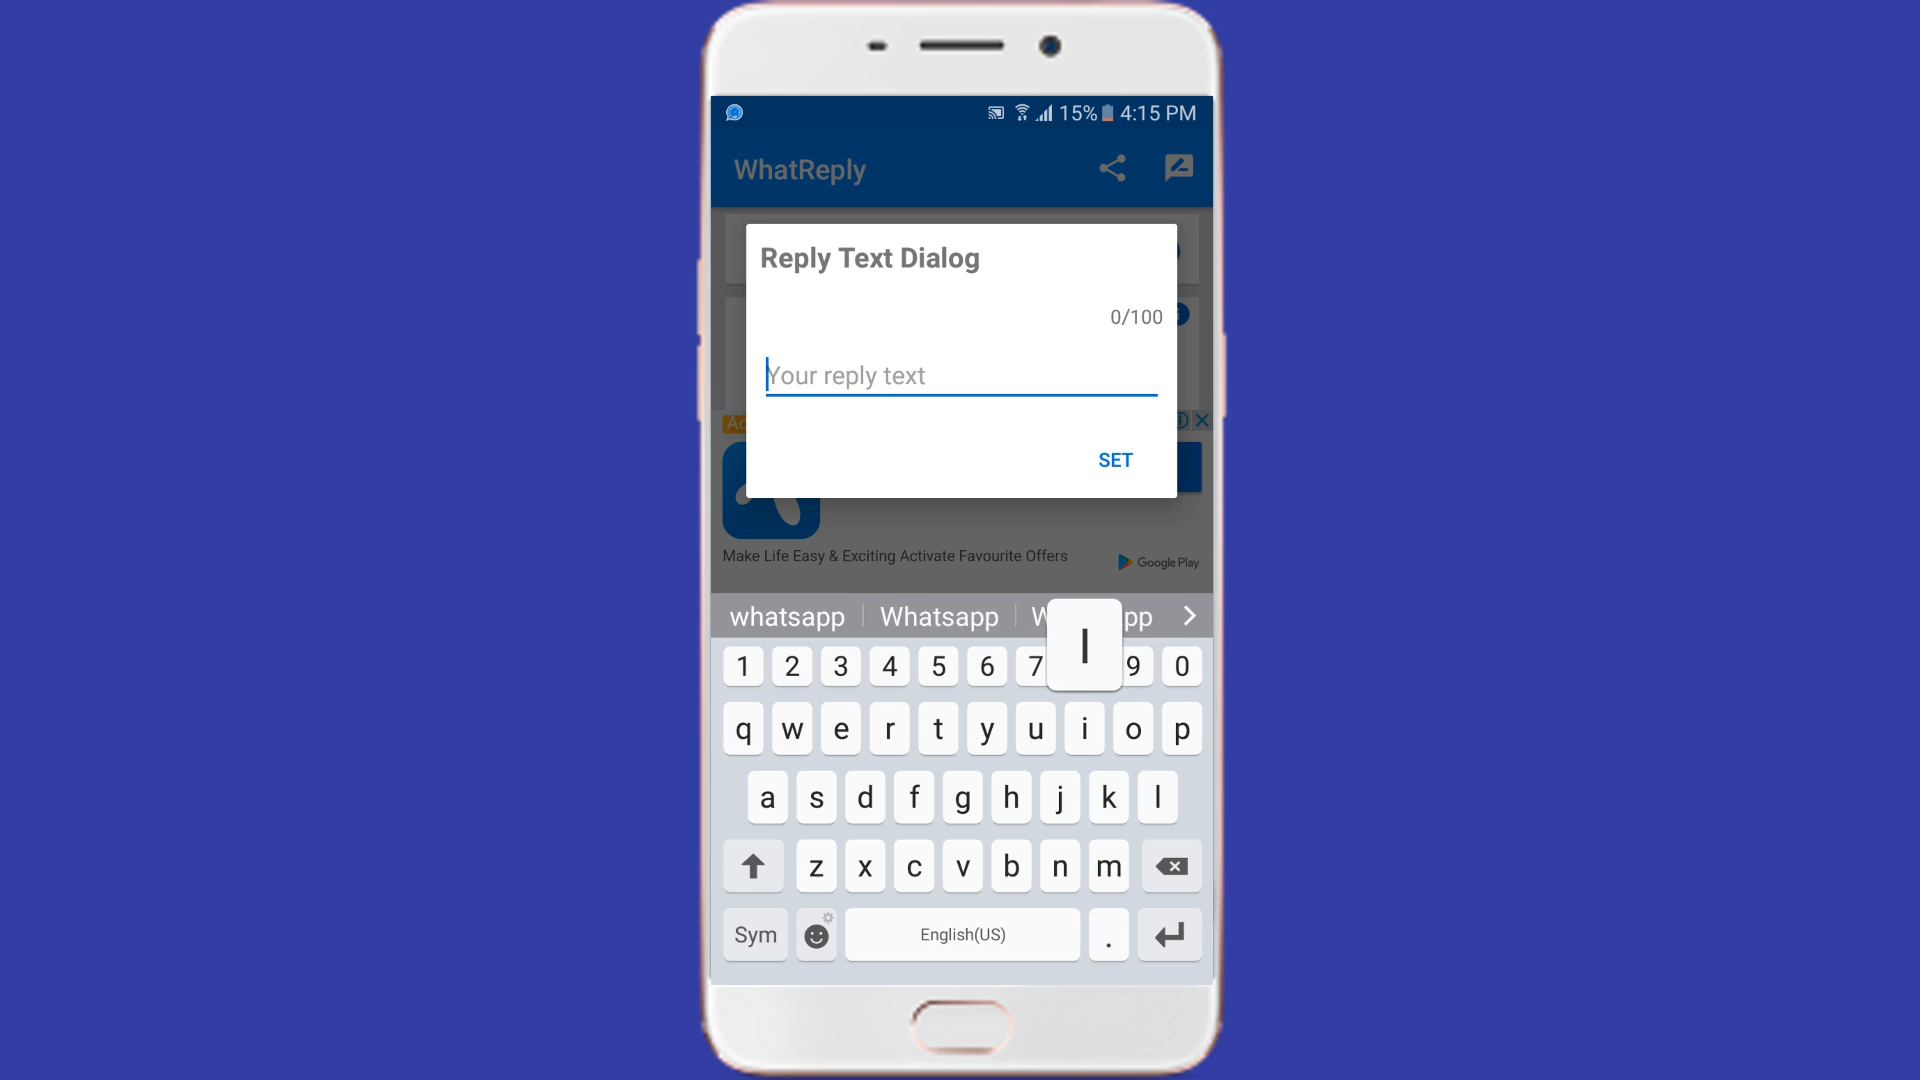 15% 4:15 PM
WhatReply
Reply Text Dialog
0/100
Your reply text
SET
Make Life Easy & Exciting Activate Favourite Offers
Google Play
whatsapp Whatsapp
l
1 2 3 4 5 6 7 9 0
q w e r t y u i o p
a s d f g h j k l
z x c v b n m
Sym English(US) .